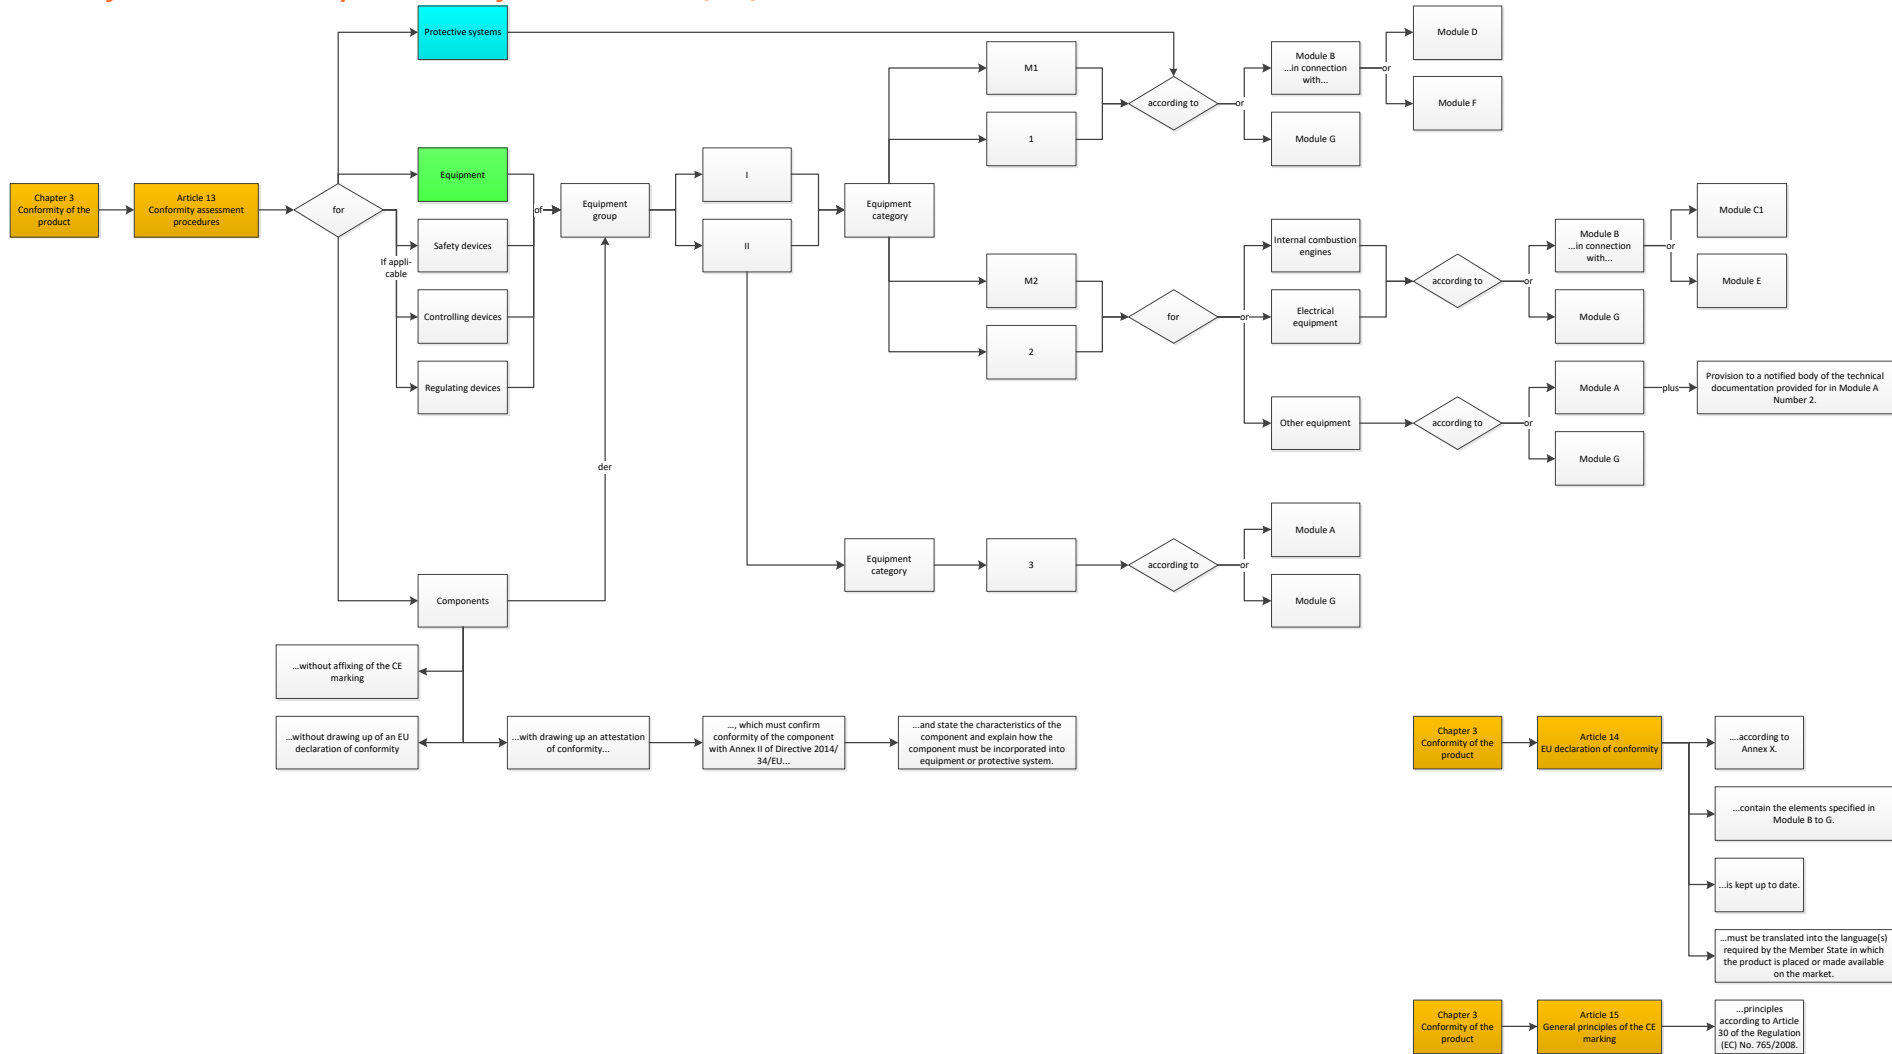 Protective systems
Module D
Module B
...in connection
with...
or
M1
according to
or
Module F
1
Module G
Equipment
I
Chapter 3
Conformity of the
product
Article 13
Conformity assessment
procedures
for
of
Equipment
group
Equipment
category
Module C1
Safety devices
II
If appli-
cable
Internal combustion
engines
Module B
...in connection
with...
or
M2
according to
or
Module E
Controlling devices
for
or
Electrical
equipment
Module G
2
Regulating devices
Module A
plus
Provision to a notified body of the technical
documentation provided for in Module A
Number 2.
Other equipment
according to
or
Module G
der
Module A
Equipment
category
3
according to
or
Components
Module G
...without affixing of the CE
marking
...without drawing up of an EU
declaration of conformity
...with drawing up an attestation
of conformity...
..., which must confirm
conformity of the component
with Annex II of Directive 2014/
34/EU...
...and state the characteristics of the
component and explain how the
component must be incorporated into
equipment or protective system.
Chapter 3
Conformity of the
product
Article 14
EU declaration of conformity
....according to
Annex X.
...contain the elements specified in
Module B to G.
...is kept up to date.
...must be translated into the language(s)
required by the Member State in which
the product is placed or made available
on the market.
Chapter 3
Conformity of the
product
Article 15
General principles of the CE
marking
...principles
according to Article
30 of the Regulation
(EC) No. 765/2008.